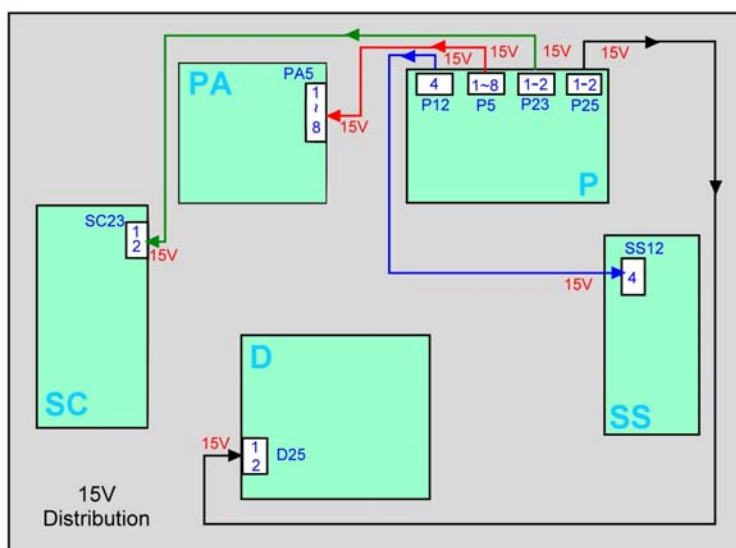 15V 15V 15V 15V
PA PA5
1
~
8
15V
4 1~8 1-2 1-2
P12 P5 P23 P25
P
SC23
1
2
15V
SC
SS12
4
15V
SS
D
15V
1
2
D25
15V
Distribution